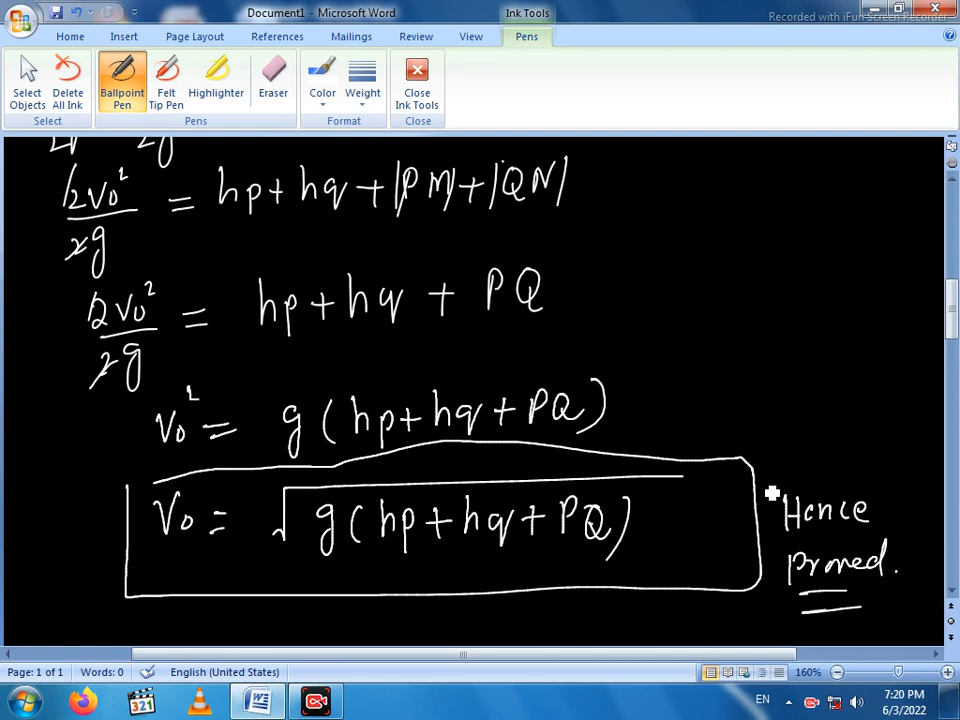 Document1 - Microsoft Word
Ink Tools
Recorded with iFun Screen Recorder
Home Insert Page Layout References Mailings Review View Pens
Select Objects
Delete All Ink
Ballpoint Pen
Felt Tip Pen
Highlighter
Eraser
Color
Weight
Close Ink Tools
Select
Pens
Format
Close
2g
2V0² / 2g = hp + hq + |PM| + |QN|
2V0² / 2g = hp + hq + PQ
V0² = g(hp + hq + PQ)
V0 = √g(hp + hq + PQ)
Hence
proved.
Page: 1 of 1 Words: 0 English (United States) 160%
321
EN
7:20 PM
6/3/2022